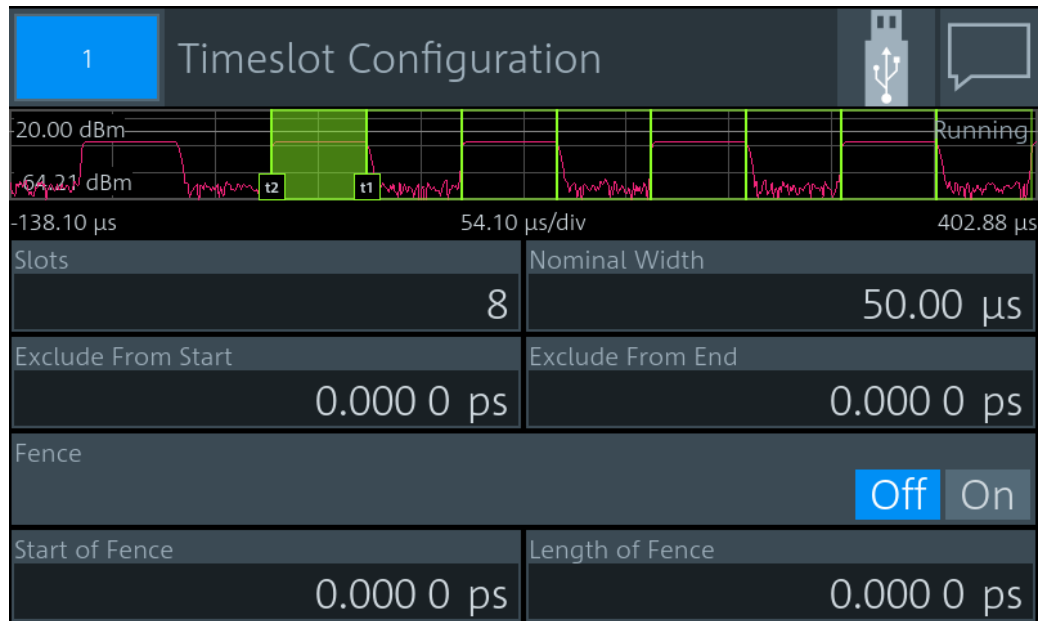 1 Timeslot Configuration
20.00 dBm Running
-64.21 dBm t2 t1
-138.10 µs 54.10 µs/div 402.88 µs
Slots Nominal Width
8 50.00 µs
Exclude From Start Exclude From End
0.000 0 ps 0.000 0 ps
Fence
Off On
Start of Fence Length of Fence
0.000 0 ps 0.000 0 ps